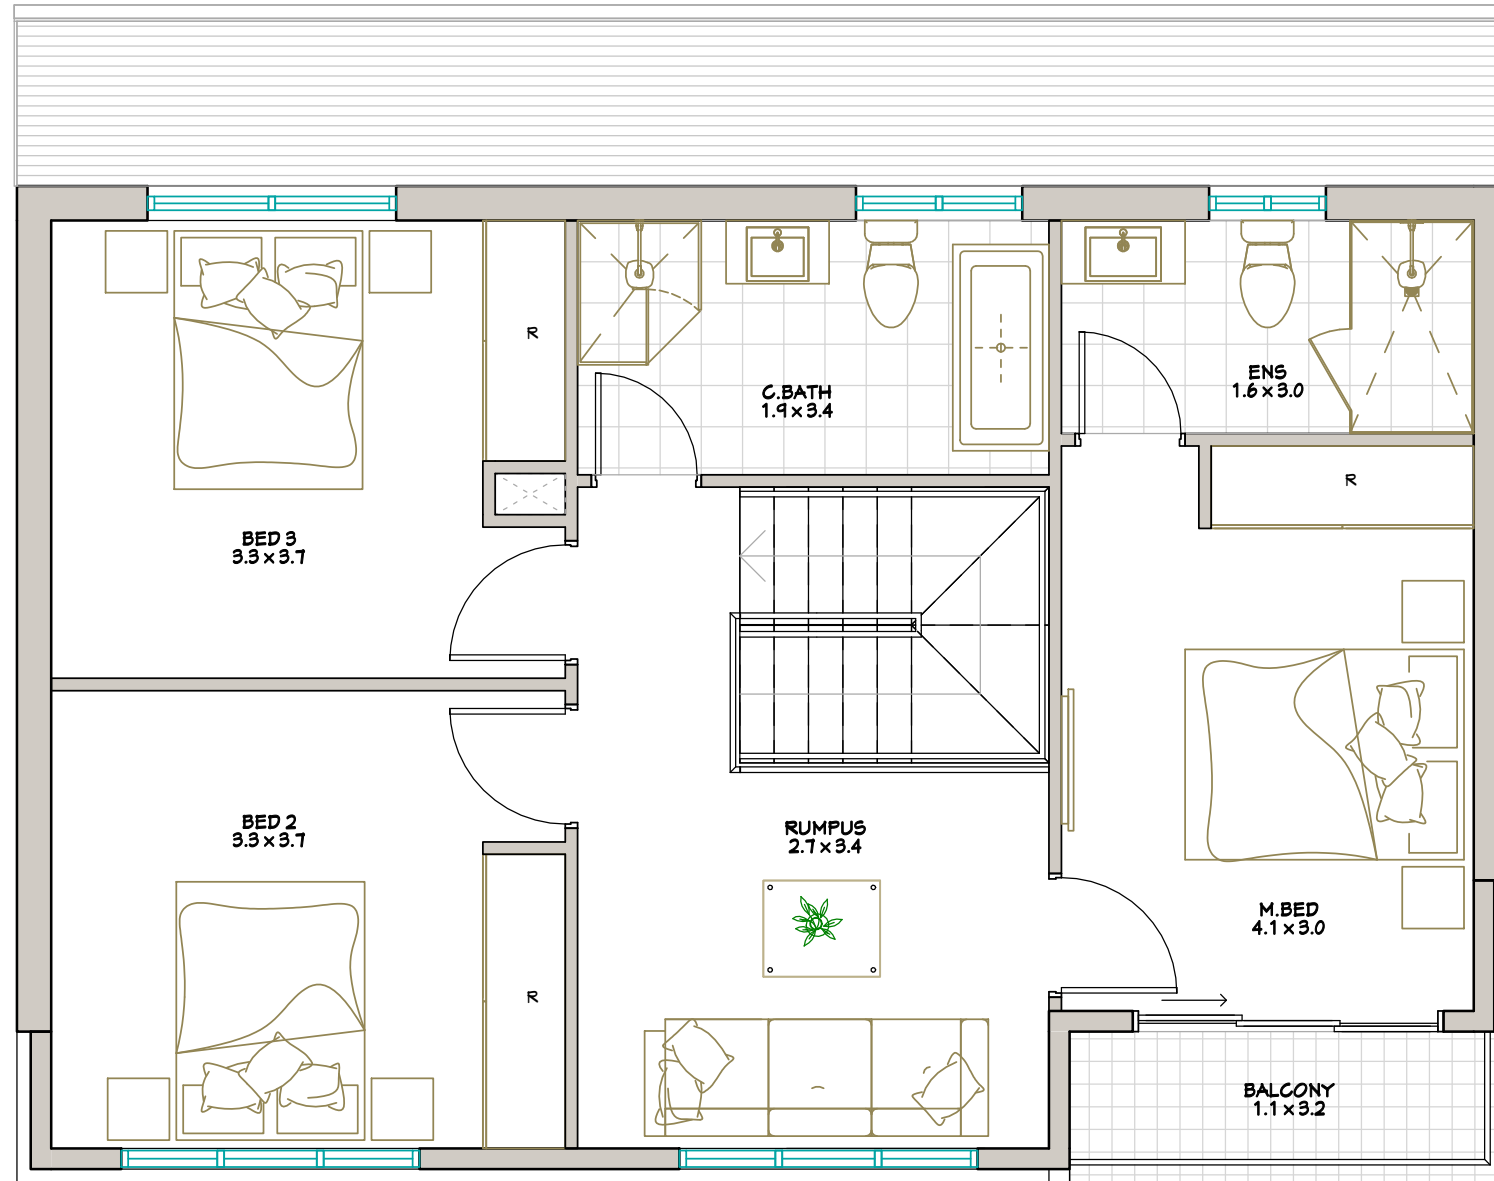 R
C.BATH
1.9 x 3.4
ENS
1.6 x 3.0
R
BED 3
3.3 x 3.7
BED 2
3.3 x 3.7
RUMPUS
2.7 x 3.4
M.BED
4.1 x 3.0
R
BALCONY
1.1 x 3.2